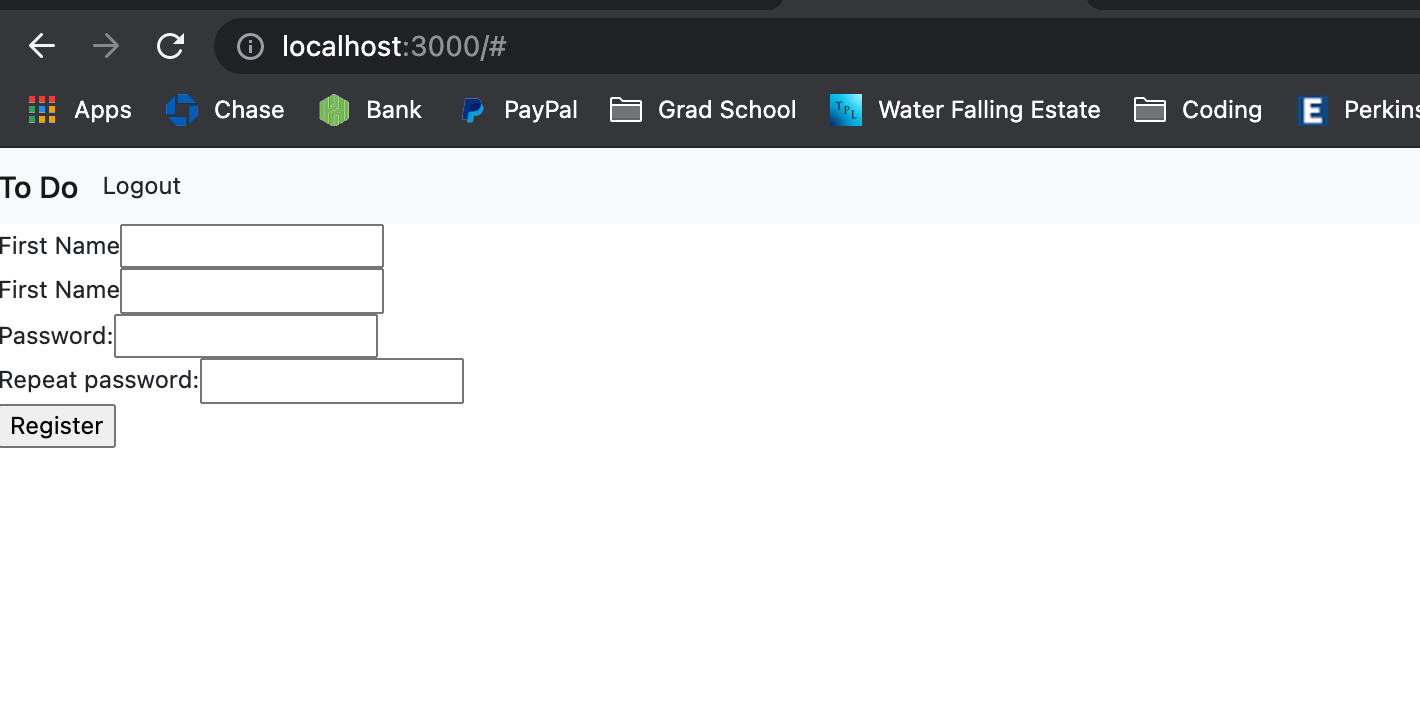 localhost:3000/#
Apps Chase Bank PayPal Grad School TPL Water Falling Estate Coding E Perkins
To Do Logout
First Name
First Name
Password:
Repeat password:
Register